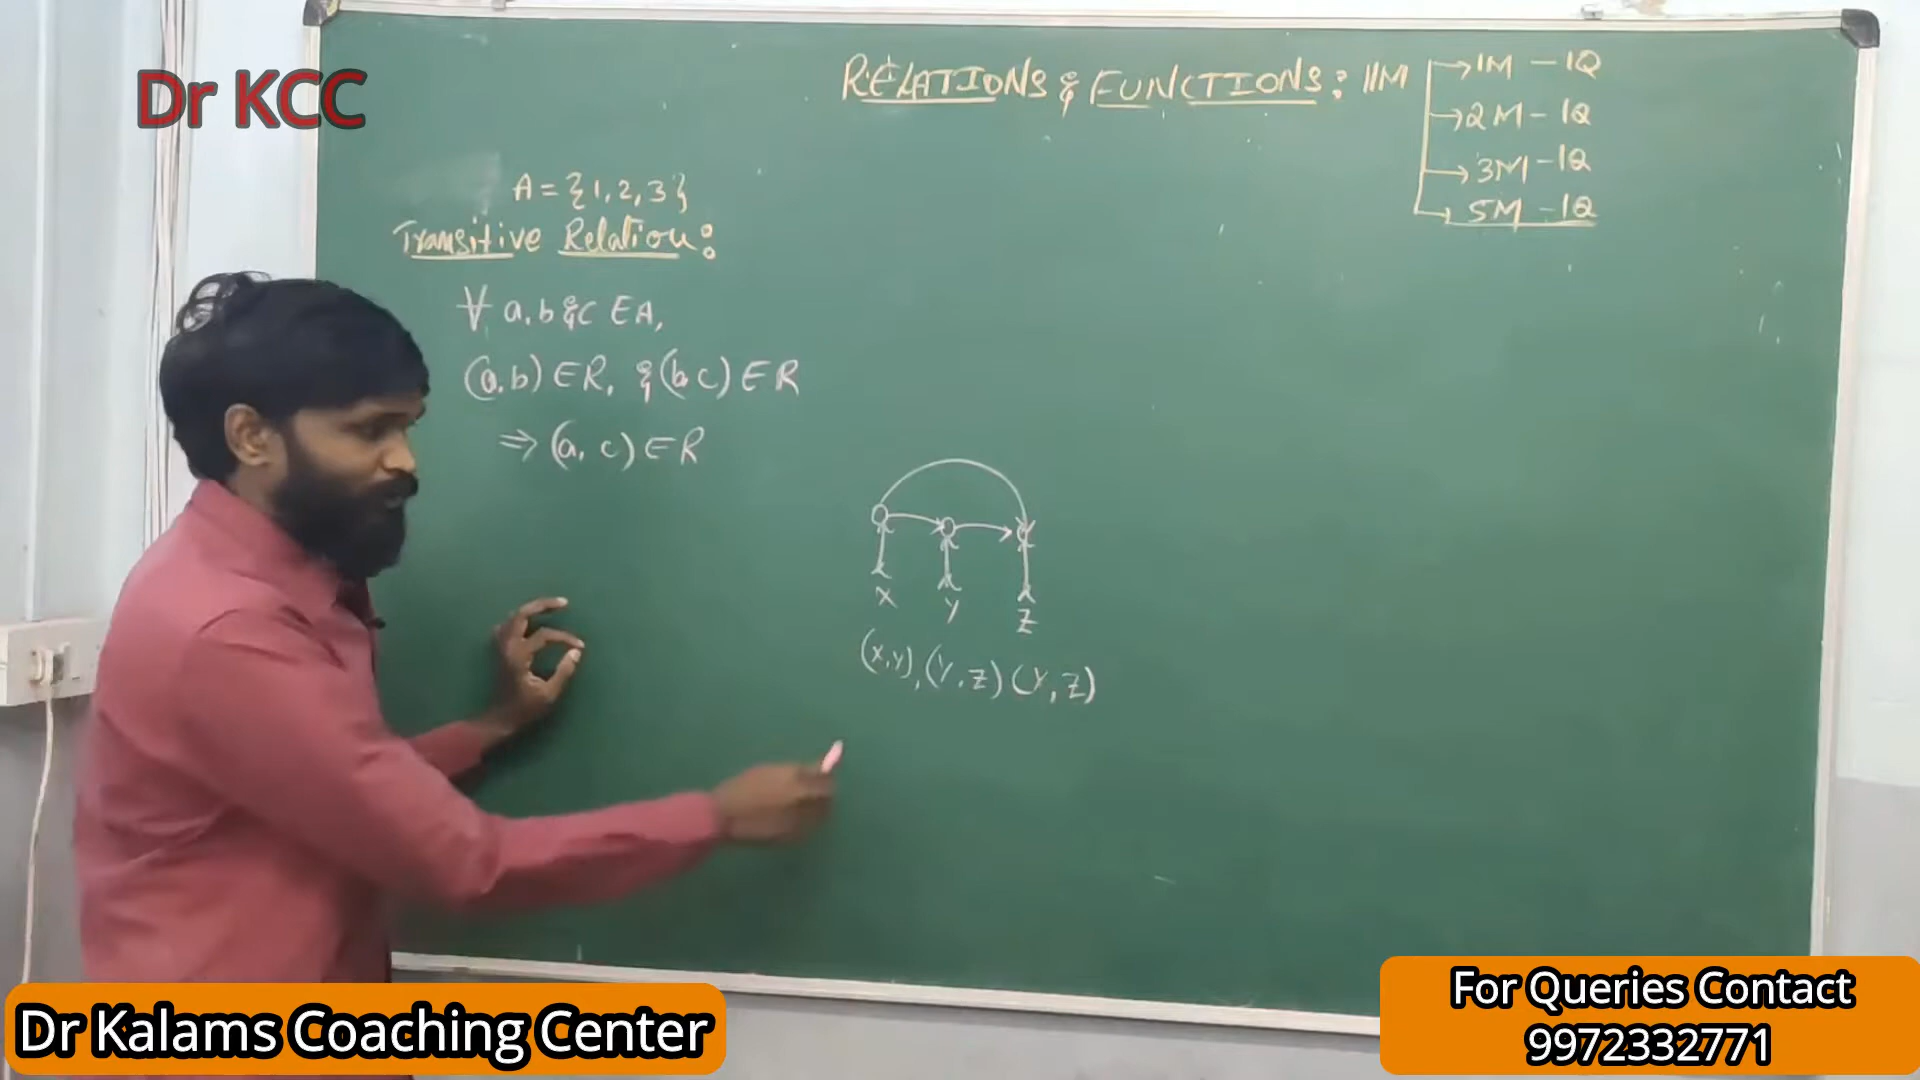 Dr KCC
RELATIONS & FUNCTIONS: 11M
→1M - 1Q
→2M - 1Q
→3M - 1Q
→5M - 1Q
A = {1, 2, 3}
Transitive Relation:
∀ a, b & c ∈ A,
(a, b) ∈ R, & (b, c) ∈ R
⇒ (a, c) ∈ R
X
Y
Z
(X, Y), (Y, Z) (X, Z)
Dr Kalams Coaching Center
For Queries Contact
9972332771